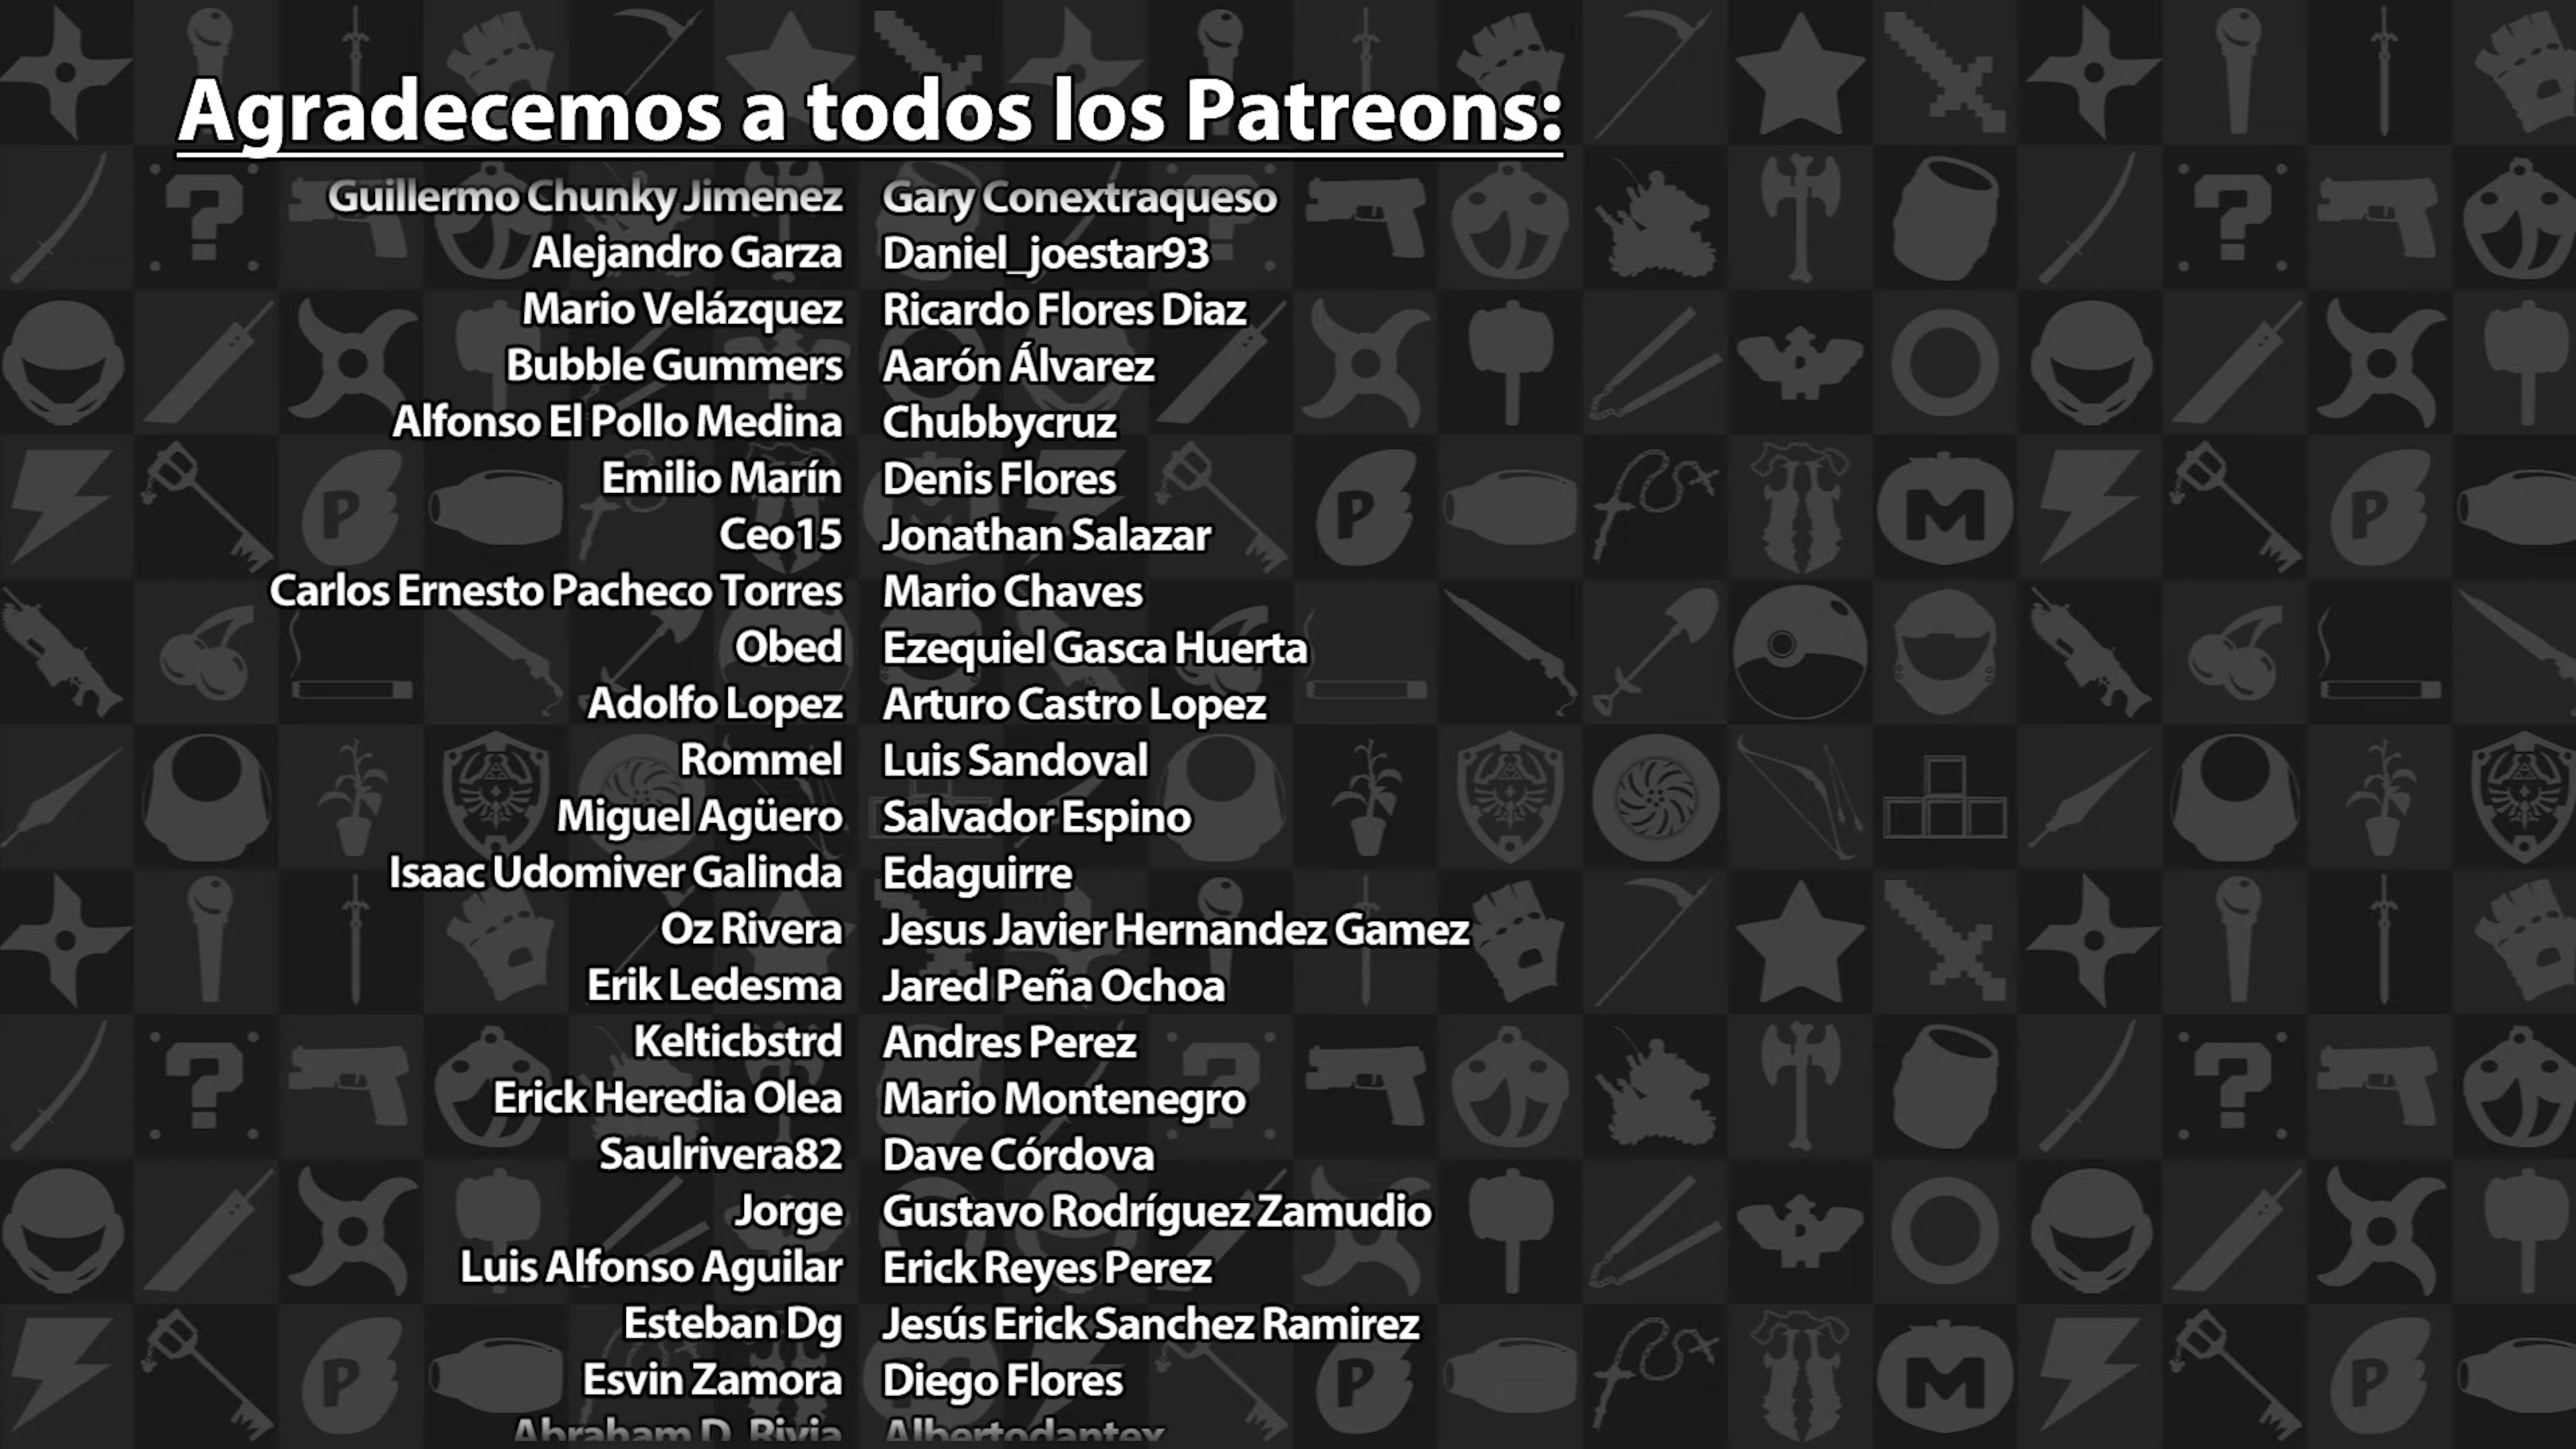 Agradecemos a todos los Patreons:
Guillermo Chunky Jimenez Gary Conextraqueso
Alejandro Garza Daniel_joestar93
Mario Velázquez Ricardo Flores Diaz
Bubble Gummers Aarón Álvarez
Alfonso El Pollo Medina Chubbycruz
Emilio Marín Denis Flores
Ceo15 Jonathan Salazar
Carlos Ernesto Pacheco Torres Mario Chaves
Obed Ezequiel Gasca Huerta
Adolfo Lopez Arturo Castro Lopez
Rommel Luis Sandoval
Miguel Agüero Salvador Espino
Isaac Udomiver Galinda Edaguirre
Oz Rivera Jesus Javier Hernandez Gamez
Erik Ledesma Jared Peña Ochoa
Kelticbstrd Andres Perez
Erick Heredia Olea Mario Montenegro
Saulrivera82 Dave Córdova
Jorge Gustavo Rodríguez Zamudio
Luis Alfonso Aguilar Erick Reyes Perez
Esteban Dg Jesús Erick Sanchez Ramirez
Esvin Zamora Diego Flores
Abraham D. Rivia Albertodantex